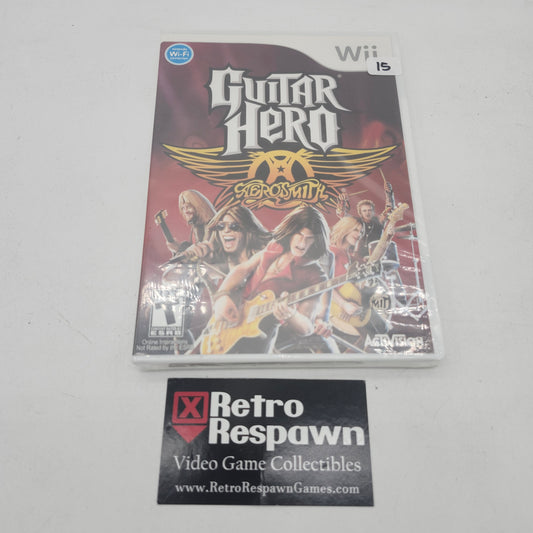 Nintendo
Wi-Fi
Wii
15
GUITAR
HERO
AEROSMITH
T
ESRB
Online Interactions
Not Rated by the ESRB
ACTIVISION
Retro
Respawn
Video Game Collectibles
www.RetroRespawnGames.com